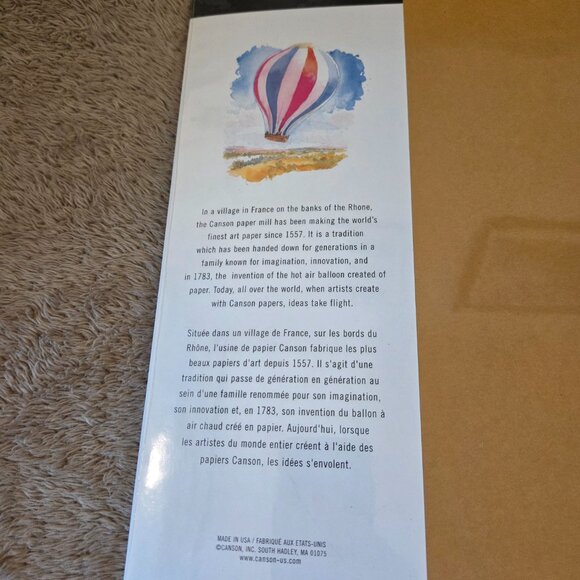 In a village in France on the banks of the Rhone,
the Canson paper mill has been making the world's
finest art paper since 1557. It is a tradition
which has been handed down for generations in a
family known for imagination, innovation, and
in 1783, the invention of the hot air balloon created of
paper. Today, all over the world, when artists create
with Canson papers, ideas take flight.
Située dans un village de France, sur les bords du
Rhône, l'usine de papier Canson fabrique les plus
beaux papiers d'art depuis 1557. Il s'agit d'une
tradition qui passe de génération en génération au
sein d'une famille renommée pour son imagination,
son innovation et, en 1783, son invention du ballon à
air chaud créé en papier. Aujourd'hui, lorsque
les artistes du monde entier créent à l'aide des
papiers Canson, les idées s'envolent.
MADE IN USA / FABRIQUÉ AUX ETATS-UNIS
©CANSON, INC. SOUTH HADLEY, MA 01075
www.canson-us.com